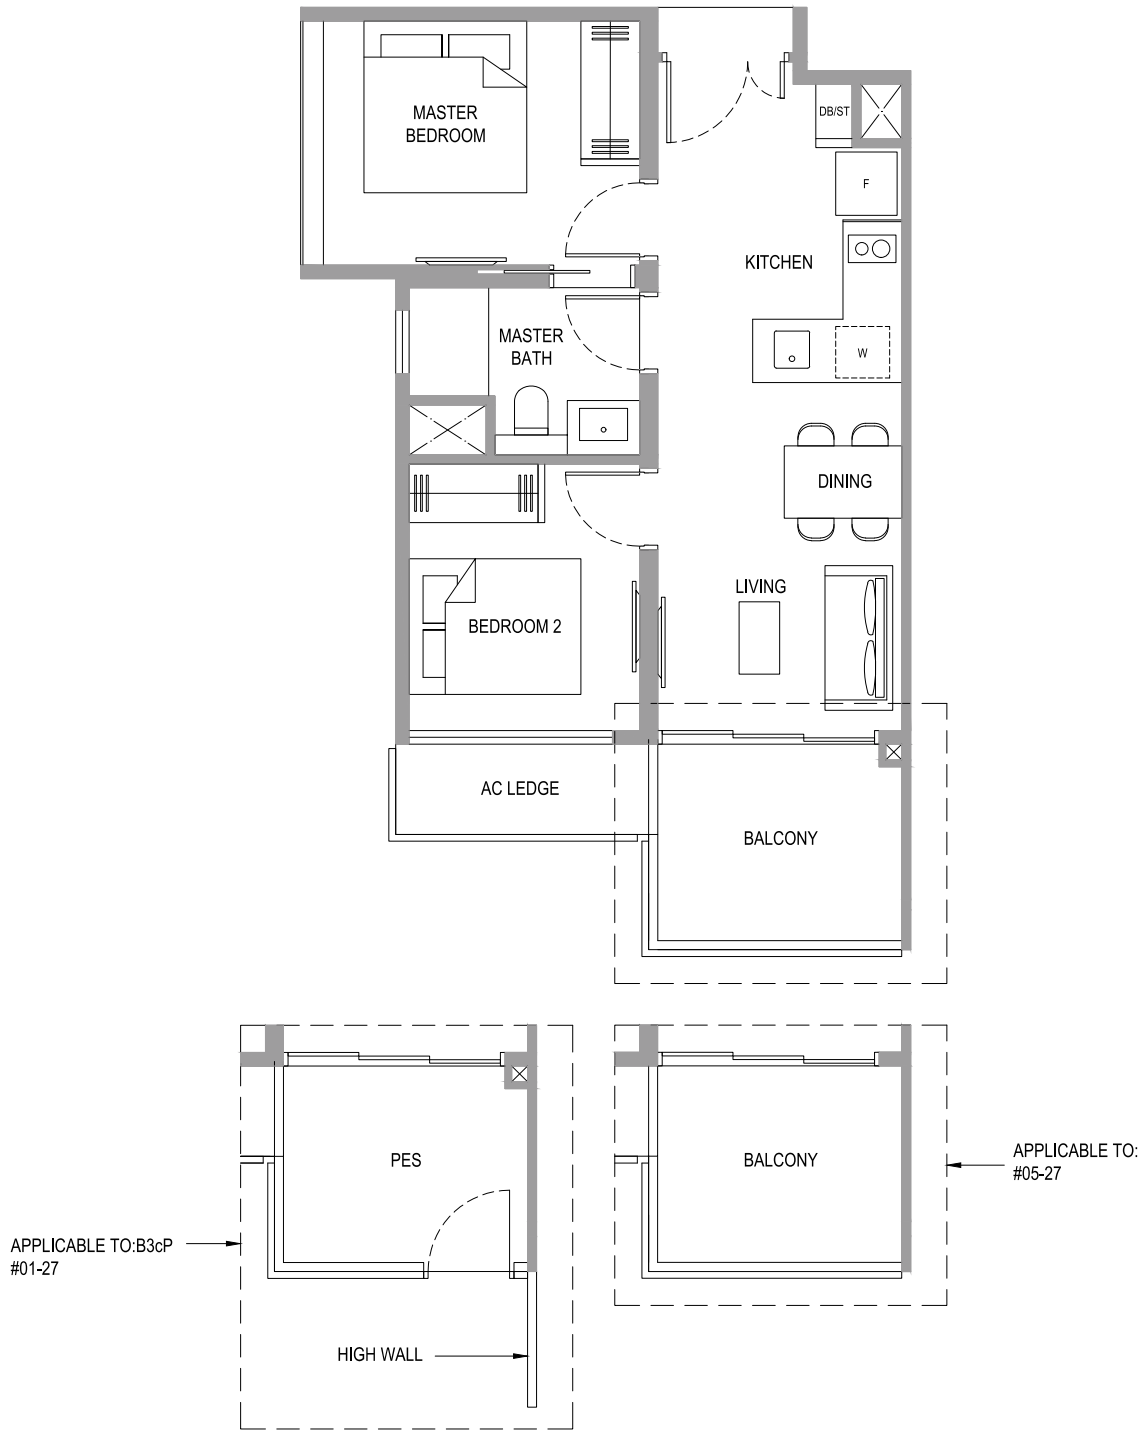 MASTER
BEDROOM
DB/ST
F
KITCHEN
MASTER
BATH
W
DINING
LIVING
BEDROOM 2
AC LEDGE
BALCONY
PES
BALCONY
APPLICABLE TO:
#05-27
APPLICABLE TO:B3cP
#01-27
HIGH WALL